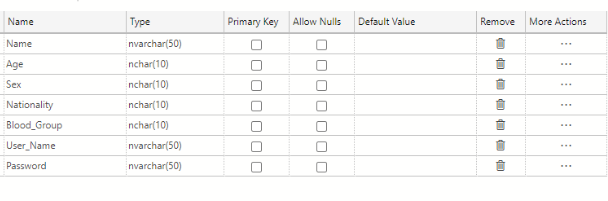 Name Type Primary Key Allow Nulls Default Value Remove More Actions
Name nvarchar(50)
Age nchar(10)
Sex nchar(10)
Nationality nchar(10)
Blood_Group nchar(10)
User_Name nvarchar(50)
Password nvarchar(50)